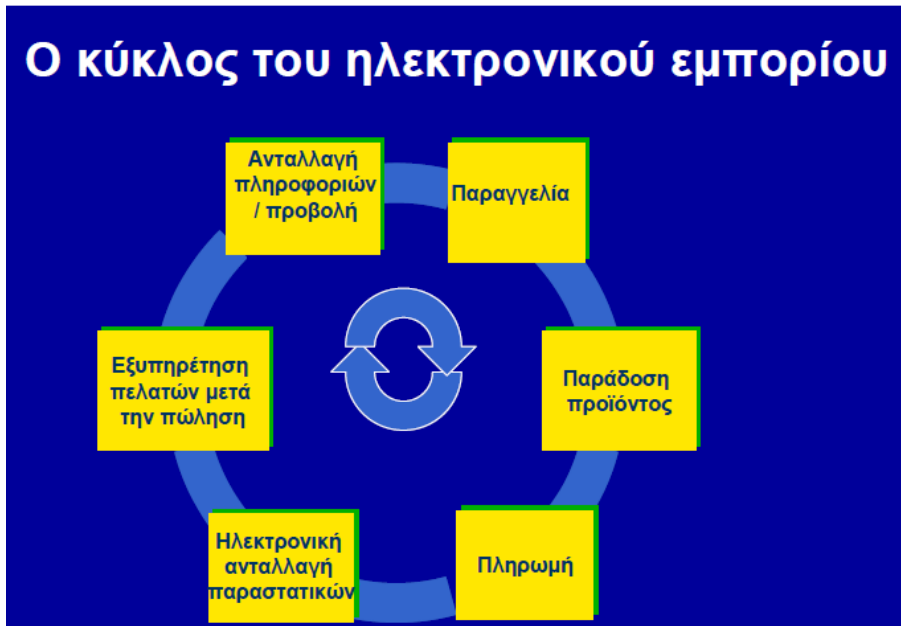 Ο κύκλος του ηλεκτρονικού εμπορίου
Ανταλλαγή
πληροφοριών
/ προβολή
Παραγγελία
Παράδοση
προϊόντος
Πληρωμή
Ηλεκτρονική
ανταλλαγή
παραστατικών
Εξυπηρέτηση
πελατών μετά
την πώληση